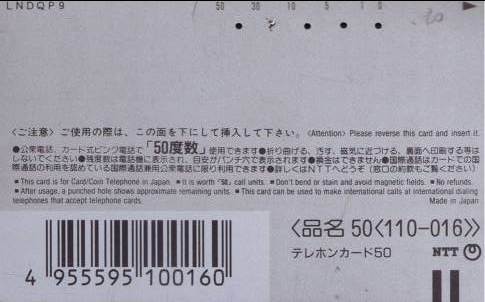 LNDQP9 50 30 10 5 1 0
50
〈ご注意〉ご使用の際は、この面を下にして挿入して下さい。〈Attention〉Please reverse this card and insert it.
●公衆電話、カード式ピンク電話で「50度数」使用できます●折り曲げる、汚す、磁気に近づける、裏面へ印刷する等は
しないでください●残度数は電話機に表示され、目安がパンチ穴で表示されます●換金はできません●国際通話はカードでの国
際通話の利用を認めている国際通話兼用公衆電話に限り利用できます●詳しくはNTTへどうぞ（窓口の約款もご覧ください）
■This card is for Card/Coin Telephone in Japan. ■It is worth "50" call units. ■Don't bend or stain and avoid magnetic fields. ■No refunds.
■After usage, a punched hole shows approximate remaining units. ■This card can be used to make international calls at international dialing
telephones that accept telephone cards. Made in Japan
〈品名 50〈110-016〉〉
テレホンカード50 NTT
4 955595 100160